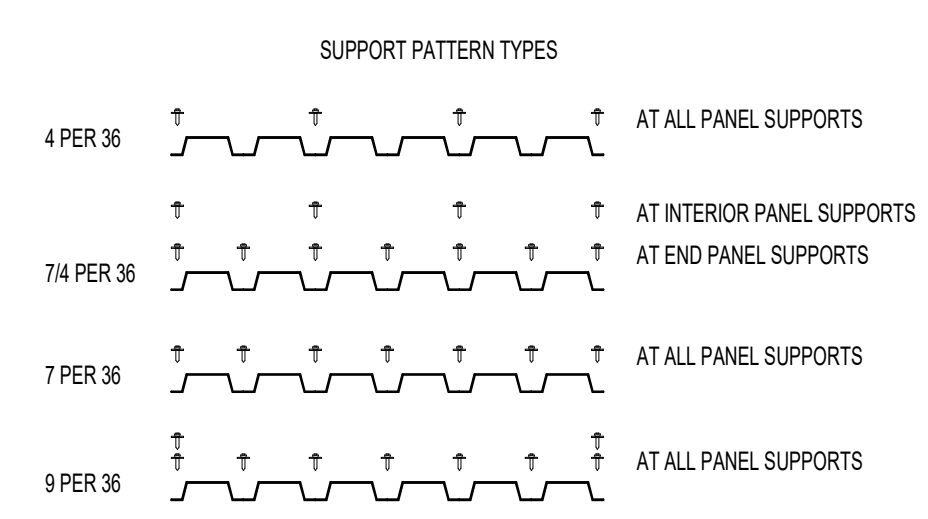 SUPPORT PATTERN TYPES
4 PER 36
AT ALL PANEL SUPPORTS
AT INTERIOR PANEL SUPPORTS
7/4 PER 36
AT END PANEL SUPPORTS
7 PER 36
AT ALL PANEL SUPPORTS
9 PER 36
AT ALL PANEL SUPPORTS